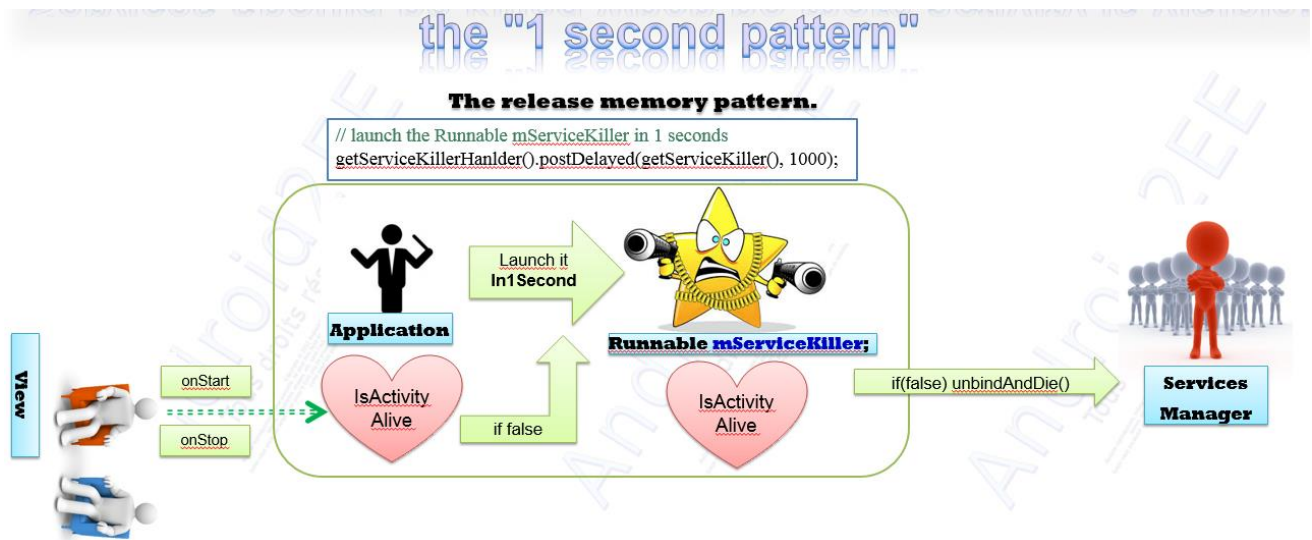 the "1 second pattern"
The release memory pattern.
// launch the Runnable mServiceKiller in 1 seconds
getServiceKillerHanlder().postDelayed(getServiceKiller(), 1000);
Launch it
In1Second
Application
Runnable mServiceKiller;
View
onStart
onStop
IsActivity
Alive
if false
IsActivity
Alive
if(false) unbindAndDie()
Services
Manager
Android2EE
Android2EE